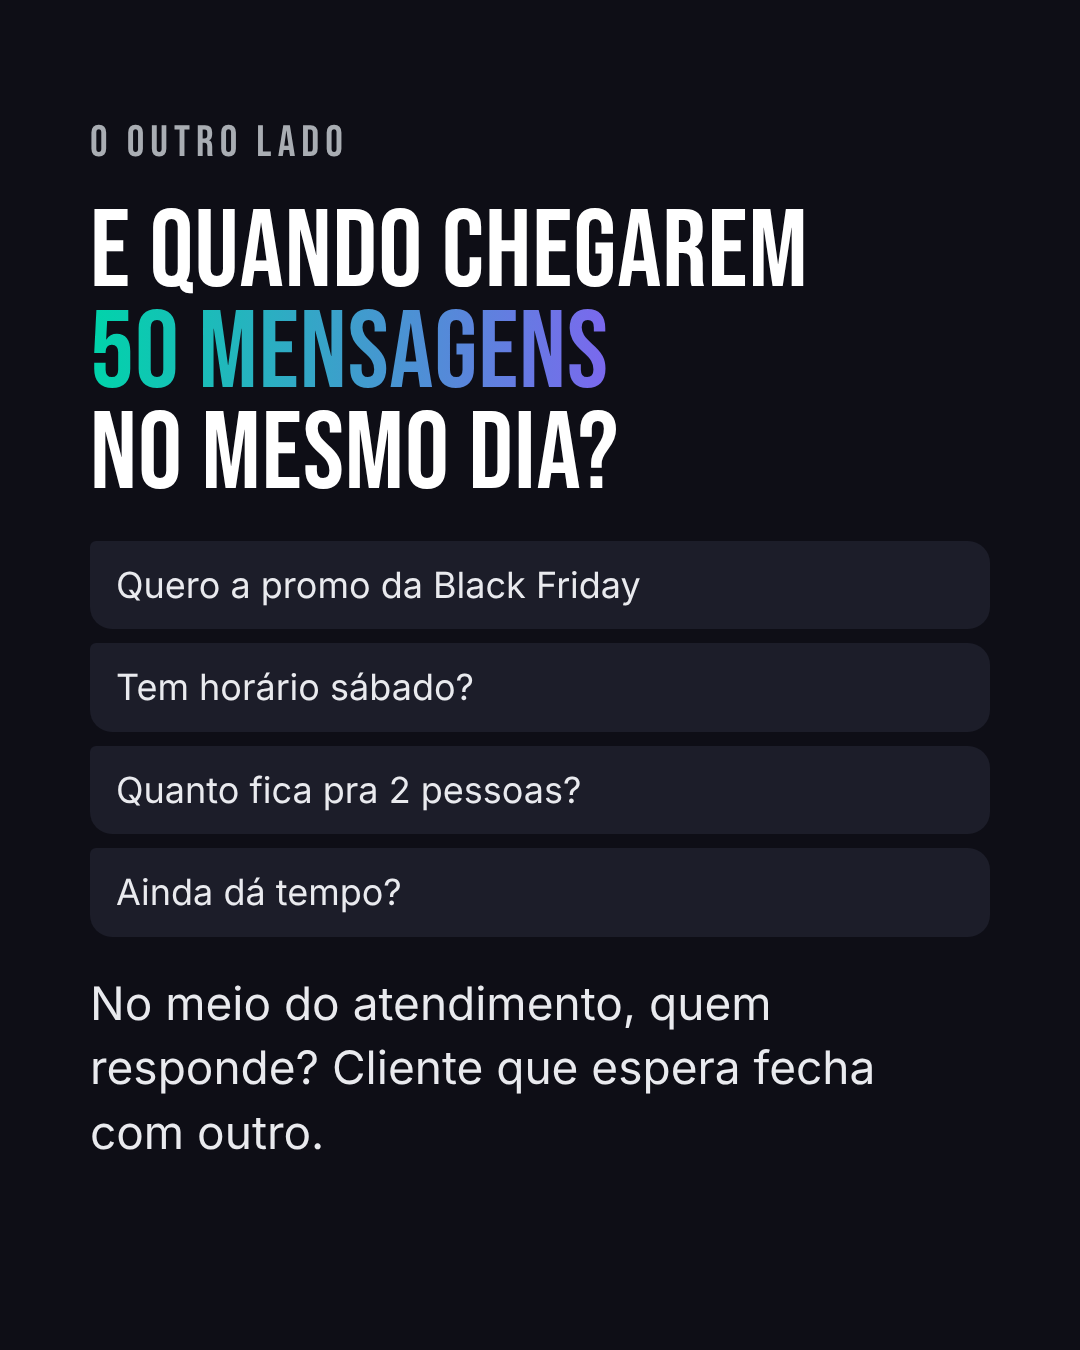 O OUTRO LADO
E QUANDO CHEGAREM
50 MENSAGENS
NO MESMO DIA?
Quero a promo da Black Friday
Tem horário sábado?
Quanto fica pra 2 pessoas?
Ainda dá tempo?
No meio do atendimento, quem
responde? Cliente que espera fecha
com outro.